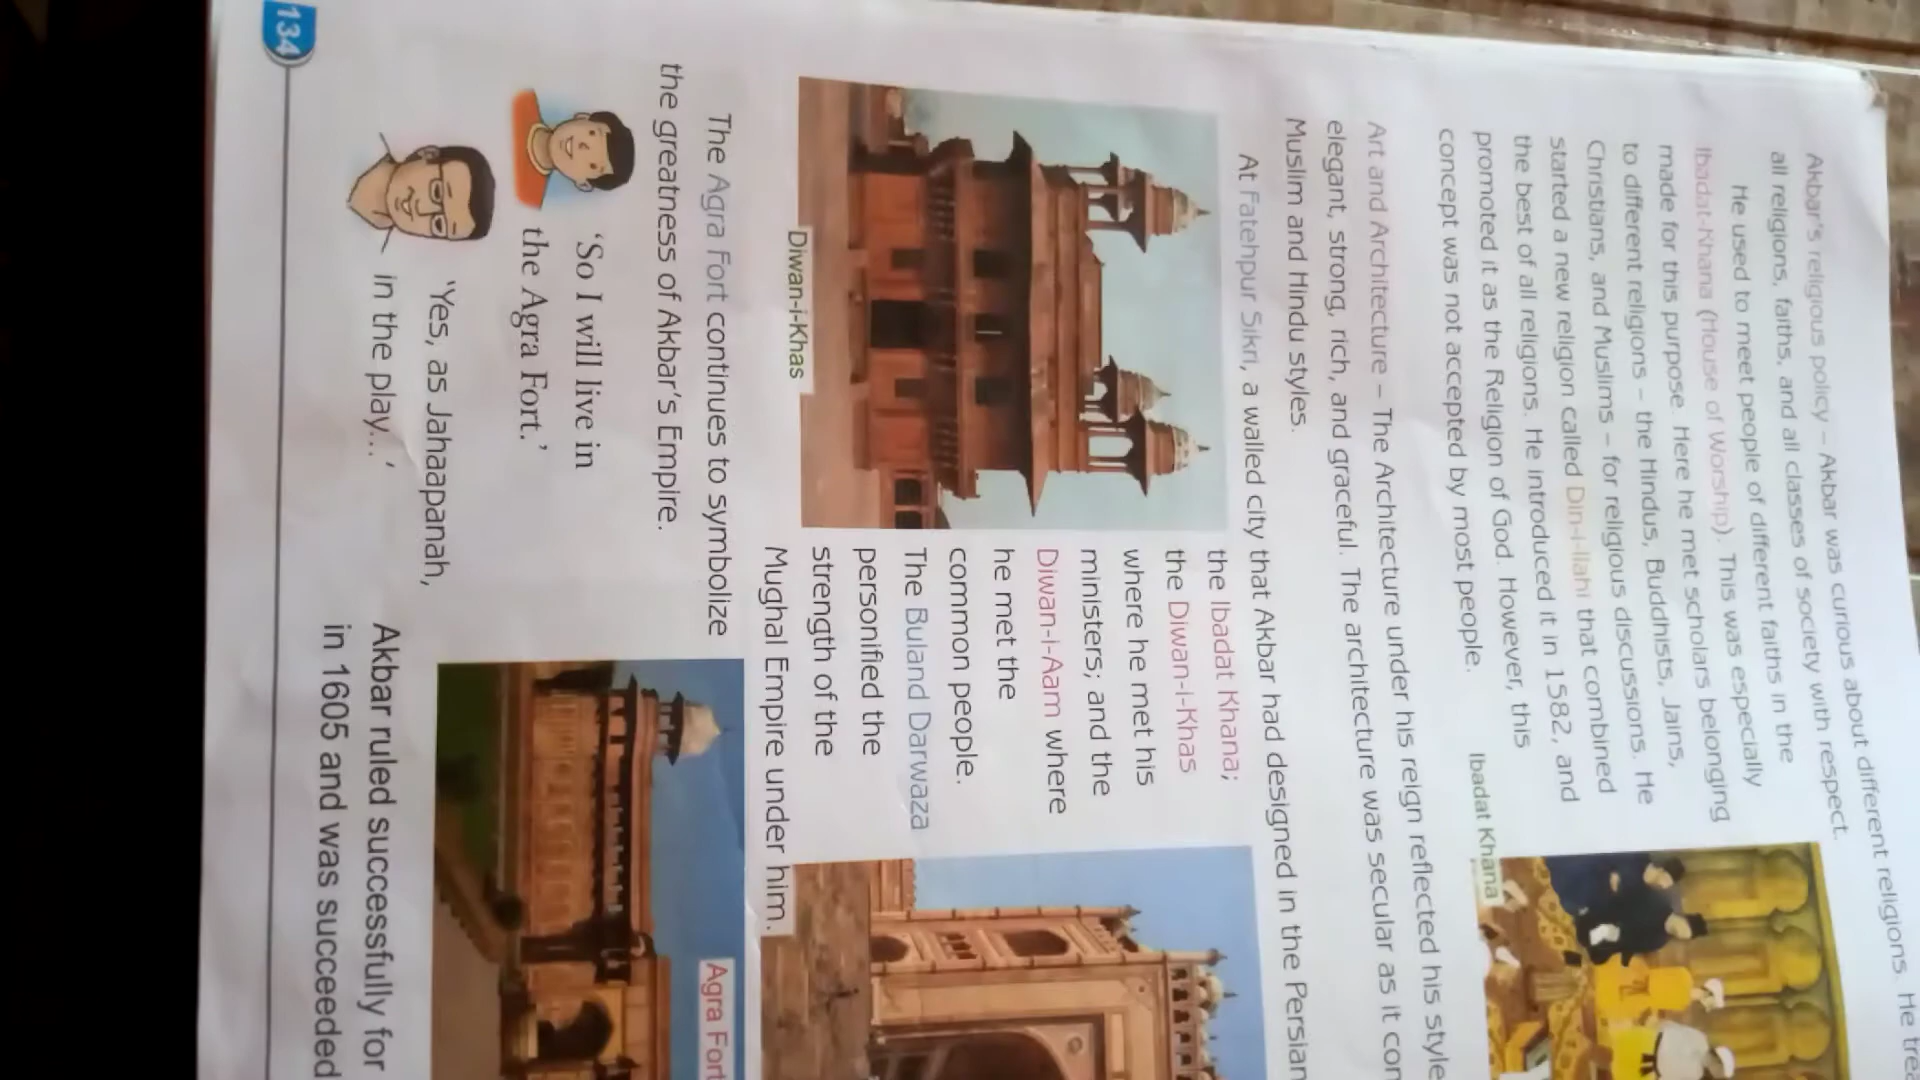 Akbar's religious policy – Akbar was curious about different religions. He
all religions, faiths, and all classes of society with respect.
He used to meet people of different faiths in the
Ibadat-Khana (House of Worship). This was especially
made for this purpose. Here he met scholars belonging
to different religions – the Hindus, Buddhists, Jains,
Christians, and Muslims – for religious discussions. He
started a new religion called Din-i-Ilahi that combined
the best of all religions. He introduced it in 1582, and
promoted it as the Religion of God. However, this
concept was not accepted by most people.
Ibadat Khana
Art and Architecture – The Architecture under his reign reflected his style
elegant, strong, rich, and graceful. The architecture was secular as it
Muslim and Hindu styles.
At Fatehpur Sikri, a walled city that Akbar had designed in the Persian
the Ibadat Khana;
the Diwan-i-Khas
where he met his
ministers; and the
Diwan-i-Aam where
he met the
common people.
The Buland Darwaza
personified the
strength of the
Mughal Empire under him.
Diwan-i-Khas
The Agra Fort continues to symbolize
the greatness of Akbar's Empire.
Agra Fort
'So I will live in
the Agra Fort.'
'Yes, as Jahaapanah,
in the play...'
Akbar ruled successfully for
in 1605 and was succeeded
134